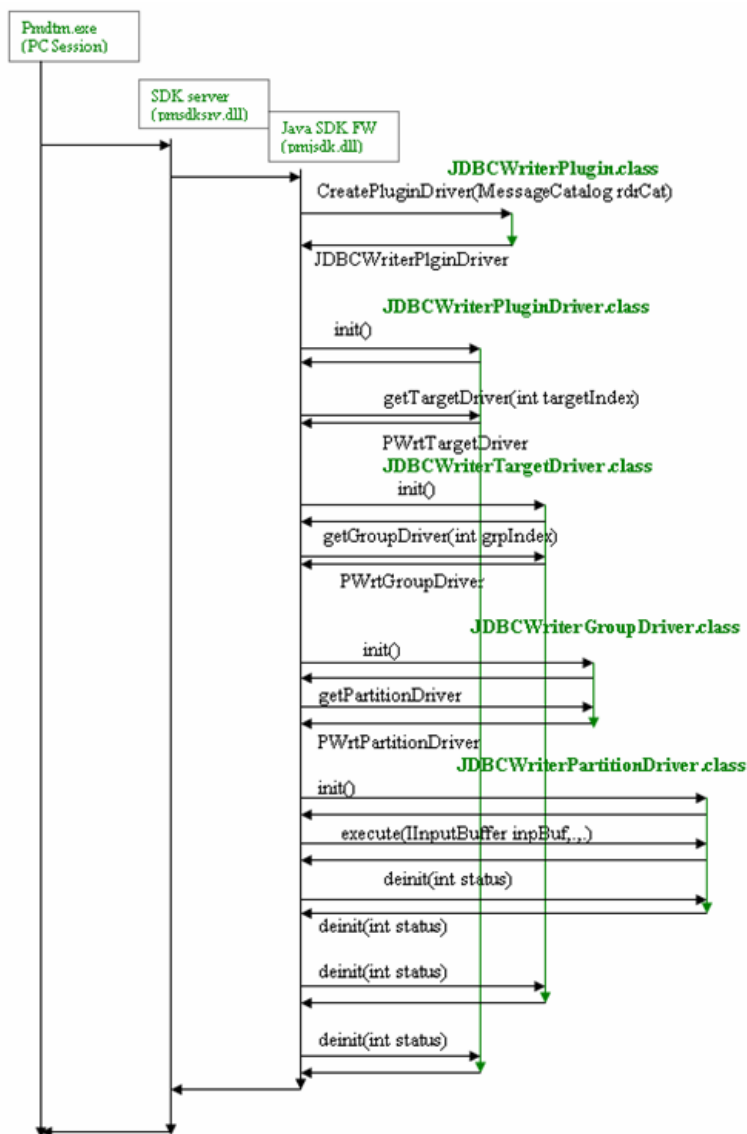 Pmdtm.exe
(PC Session)
SDK server
(pmsdksrv.dll)
Java SDK FW
(pmjsdk.dll)
JDBCWriterPlugin.class
CreatePluginDriver(MessageCatalog rdrCat)
JDBCWriterPlginDriver
JDBCWriterPluginDriver.class
init()
getTargetDriver(int targetIndex)
PWrtTargetDriver
JDBCWriterTargetDriver.class
init()
getGroupDriver(int grpIndex)
PWrtGroupDriver
JDBCWriterGroupDriver.class
init()
getPartitionDriver
PWrtPartitionDriver
JDBCWriterPartitionDriver.class
init()
execute(IInputBuffer inpBuf,.,.)
deinit(int status)
deinit(int status)
deinit(int status)
deinit(int status)